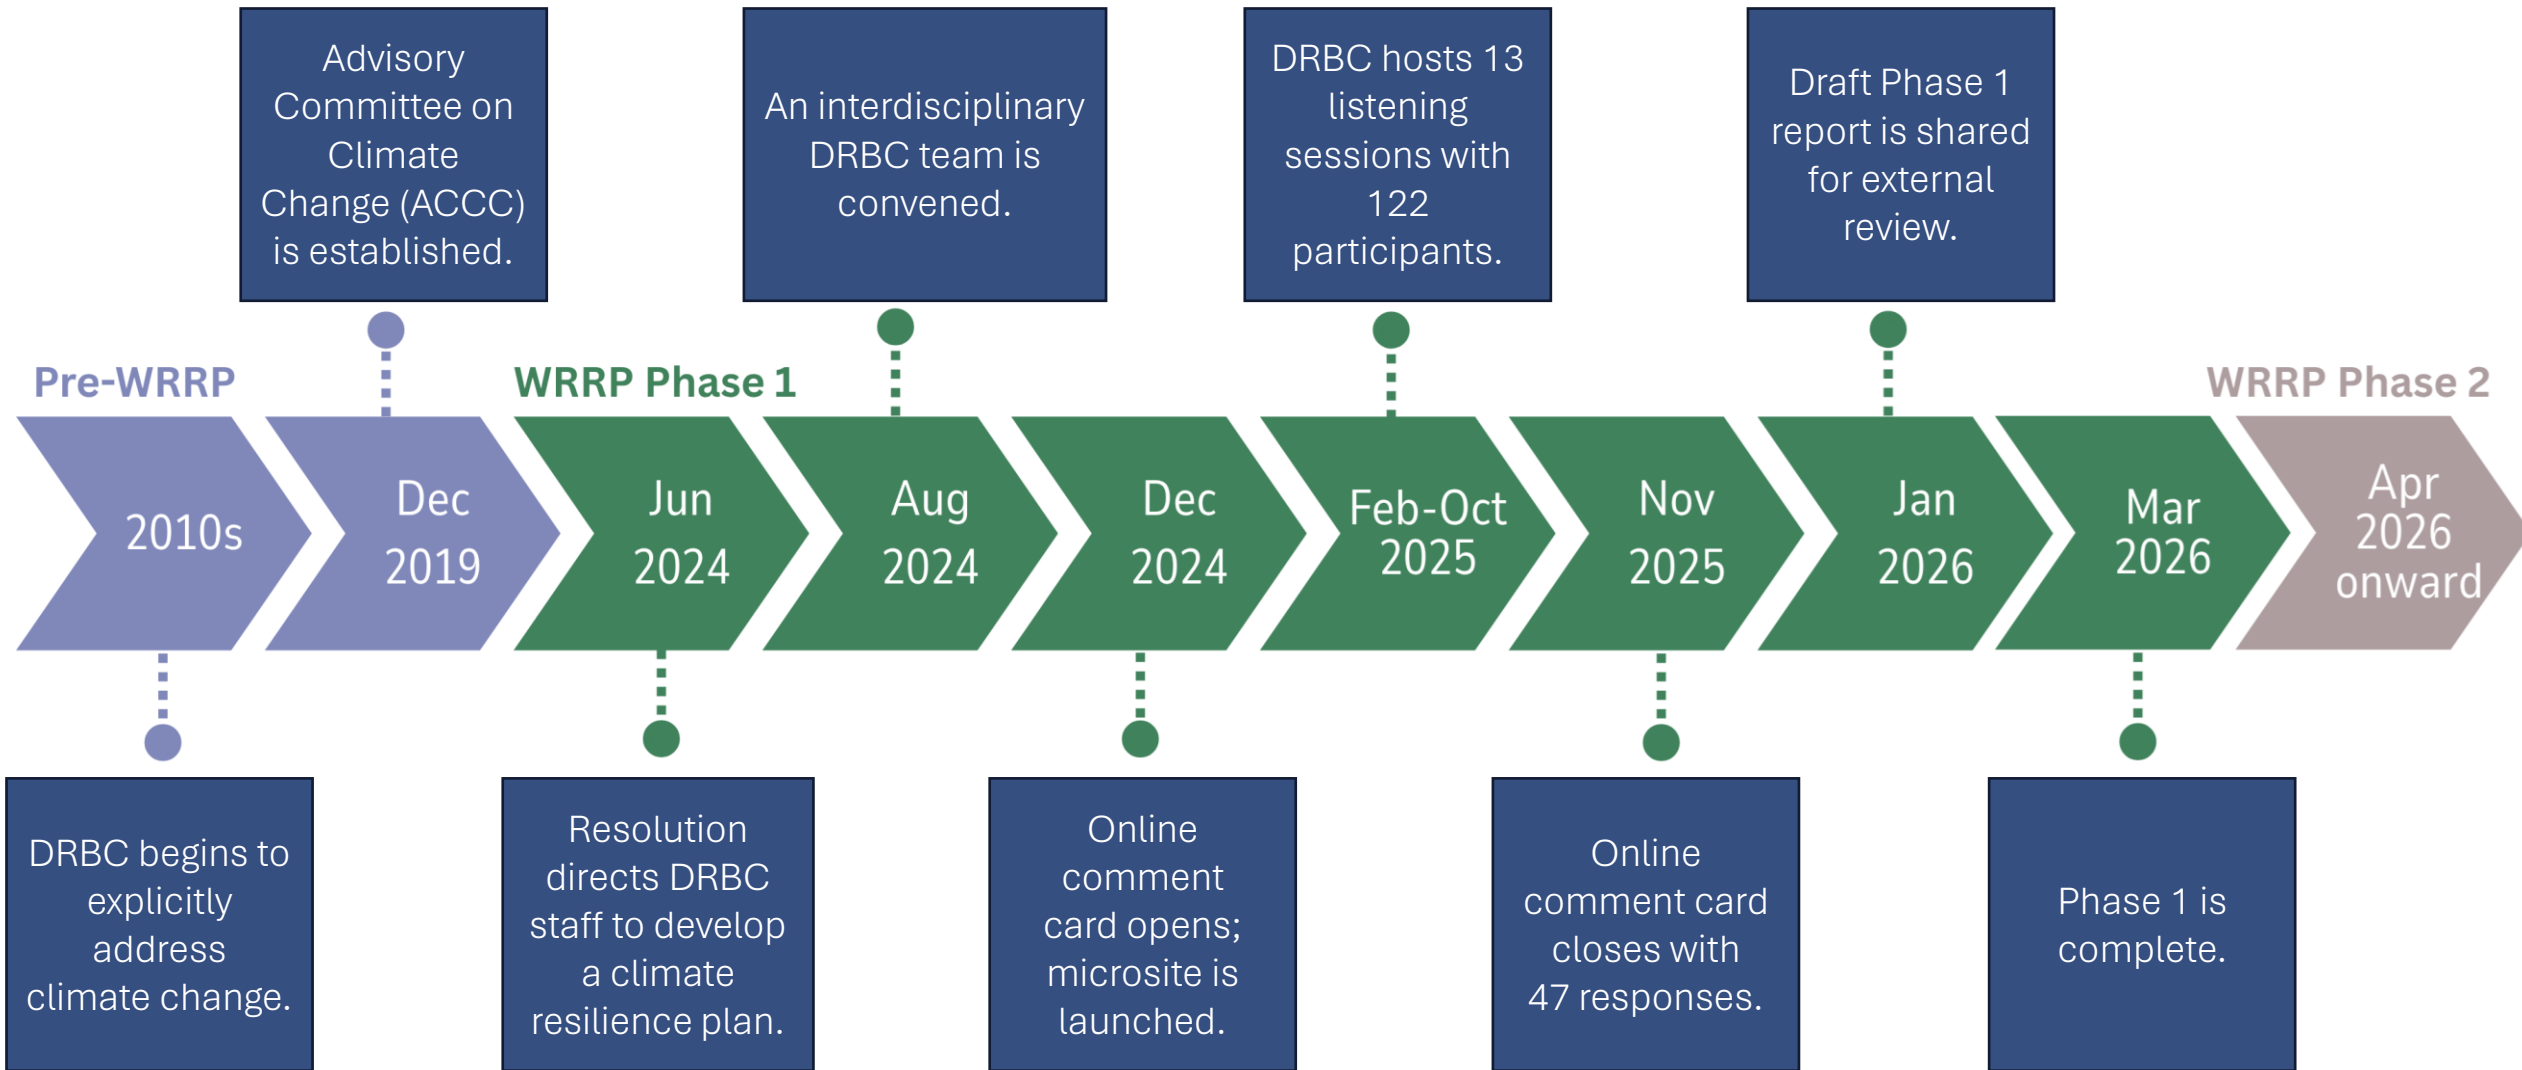 Advisory
Committee on
Climate
Change (ACCC)
is established.
An interdisciplinary
DRBC team is
convened.
DRBC hosts 13
listening
sessions with
122
participants.
Draft Phase 1
report is shared
for external
review.
Pre-WRRP
WRRP Phase 1
WRRP Phase 2
2010s
Dec
2019
Jun
2024
Aug
2024
Dec
2024
Feb-Oct
2025
Nov
2025
Jan
2026
Mar
2026
Apr
2026
onward
DRBC begins to
explicitly
address
climate change.
Resolution
directs DRBC
staff to develop
a climate
resilience plan.
Online
comment
card opens;
microsite is
launched.
Online
comment card
closes with
47 responses.
Phase 1 is
complete.